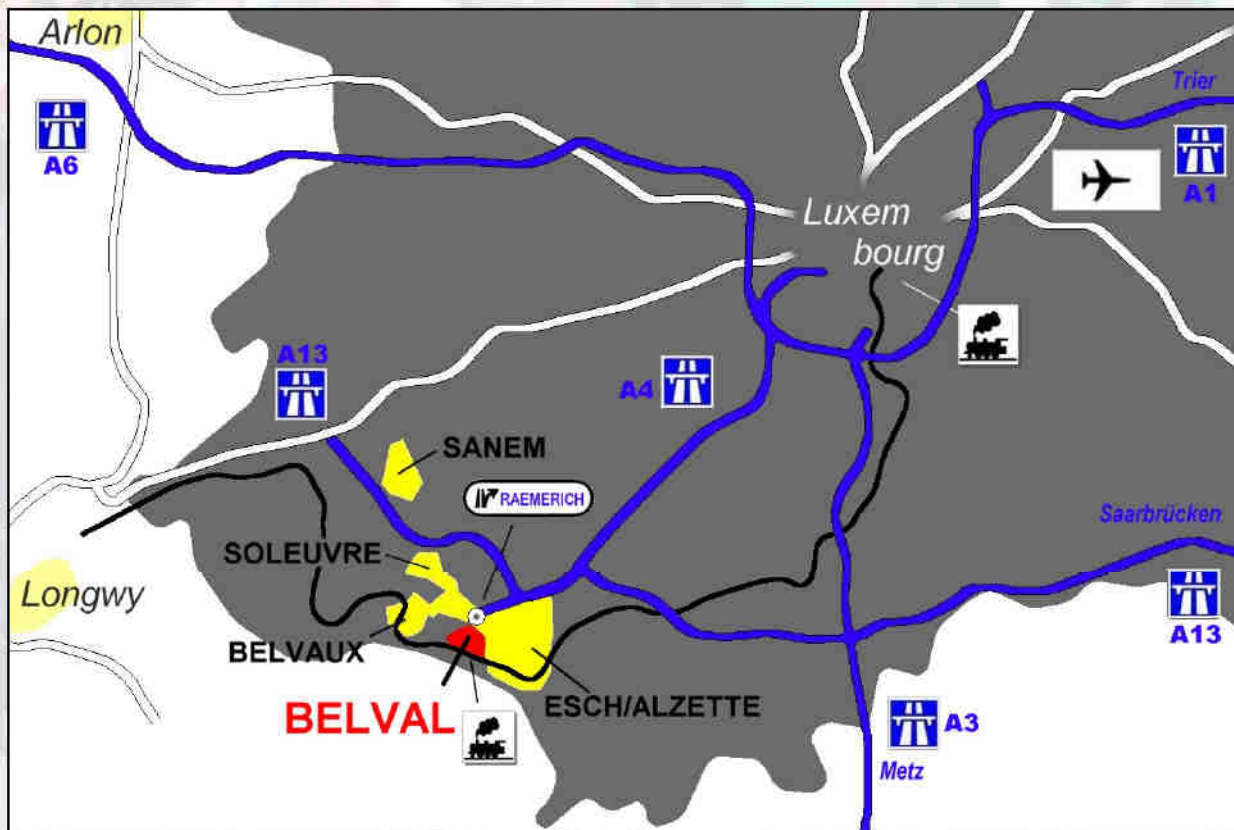 Arlon
A6
Trier
A1
Luxem
bourg
A13
A4
SANEM
RAEMERICH
Saarbrücken
SOLEUVRE
Longwy
A13
BELVAUX
ESCH/ALZETTE
BELVAL
A3
Metz